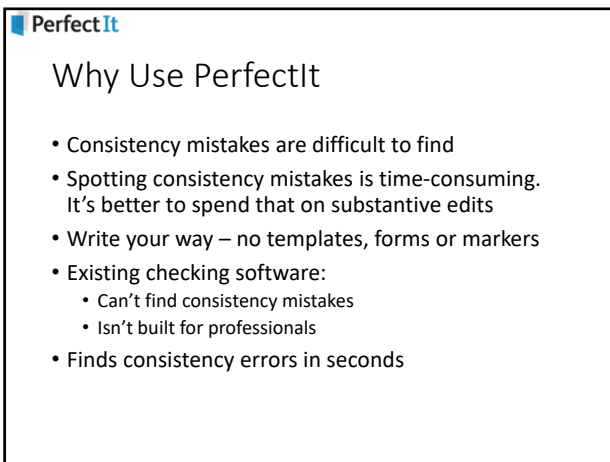 PerfectIt
Why Use PerfectIt
• Consistency mistakes are difficult to find
• Spotting consistency mistakes is time-consuming.
It’s better to spend that on substantive edits
• Write your way – no templates, forms or markers
• Existing checking software:
• Can’t find consistency mistakes
• Isn’t built for professionals
• Finds consistency errors in seconds